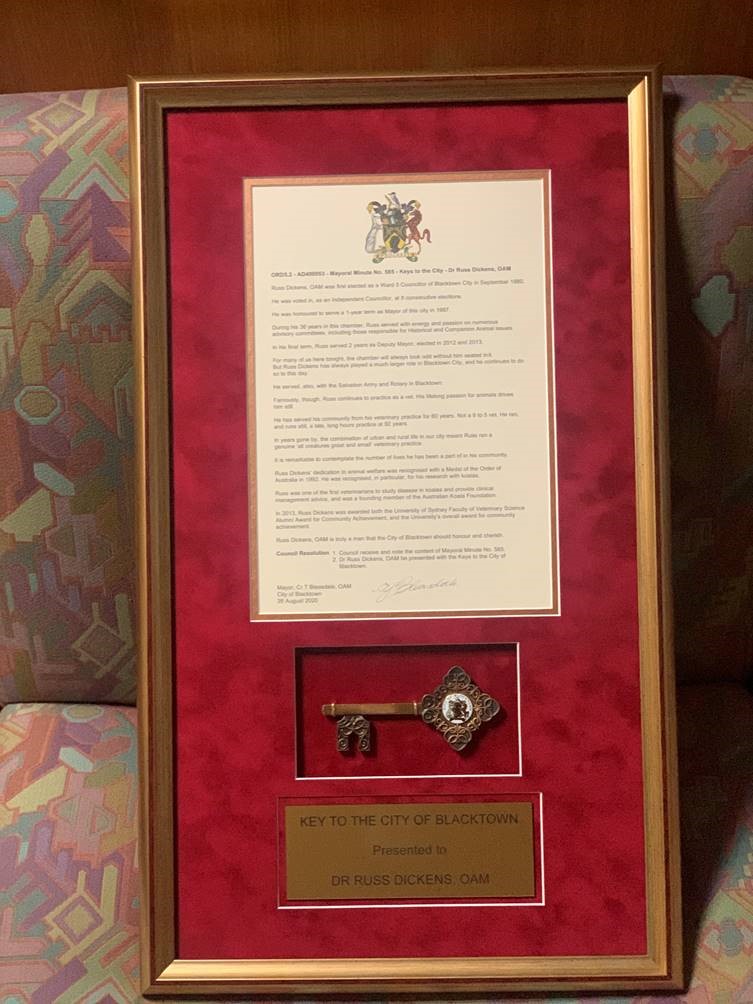 ORD/L2 - AD400053 - Mayoral Minute No. 565 - Keys to the City - Dr Russ Dickens, OAM
Russ Dickens, OAM was first elected as a Ward 5 Councillor of Blacktown City in September 1980.
He was voted in, as an Independent Councillor, at 9 consecutive elections.
He was honoured to serve a 1-year term as Mayor of this city in 1987.
During his 36 years in this chamber, Russ served with energy and passion on numerous
advisory committees, including those responsible for Historical and Companion Animal issues.
In his final term, Russ served 2 years as Deputy Mayor, elected in 2012 and 2013.
For many of us here tonight, the chamber will always look odd without him seated in it.
But Russ Dickens has always played a much larger role in Blacktown City, and he continues to do
so to this day.
He served, also, with the Salvation Army and Rotary in Blacktown.
Famously, though, Russ continues to practice as a vet. His lifelong passion for animals drives
him still.
He has served his community from his veterinary practice for 60 years. Not a 9 to 5 vet. He ran,
and runs still, a late, long hours practice at 92 years.
In years gone by, the combination of urban and rural life in our city means Russ ran a
genuine 'all creatures great and small' veterinary practice.
It is remarkable to contemplate the number of lives he has been a part of in his community.
Russ Dickens' dedication to animal welfare was recognised with a Medal of the Order of
Australia in 1992. He was recognised, in particular, for his research with koalas.
Russ was one of the first veterinarians to study disease in koalas and provide clinical
management advice, and was a founding member of the Australian Koala Foundation.
In 2013, Russ Dickens was awarded both the University of Sydney Faculty of Veterinary Science
Alumni Award for Community Achievement, and the University's overall award for community
achievement.
Russ Dickens, OAM is truly a man that the City of Blacktown should honour and cherish.
Council Resolution 1. Council receive and note the content of Mayoral Minute No. 565.
2. Dr Russ Dickens, OAM be presented with the Keys to the City of
Blacktown.
Mayor, Cr T Bleasdale, OAM
City of Blacktown
26 August 2020
KEY TO THE CITY OF BLACKTOWN
Presented to
DR RUSS DICKENS, OAM